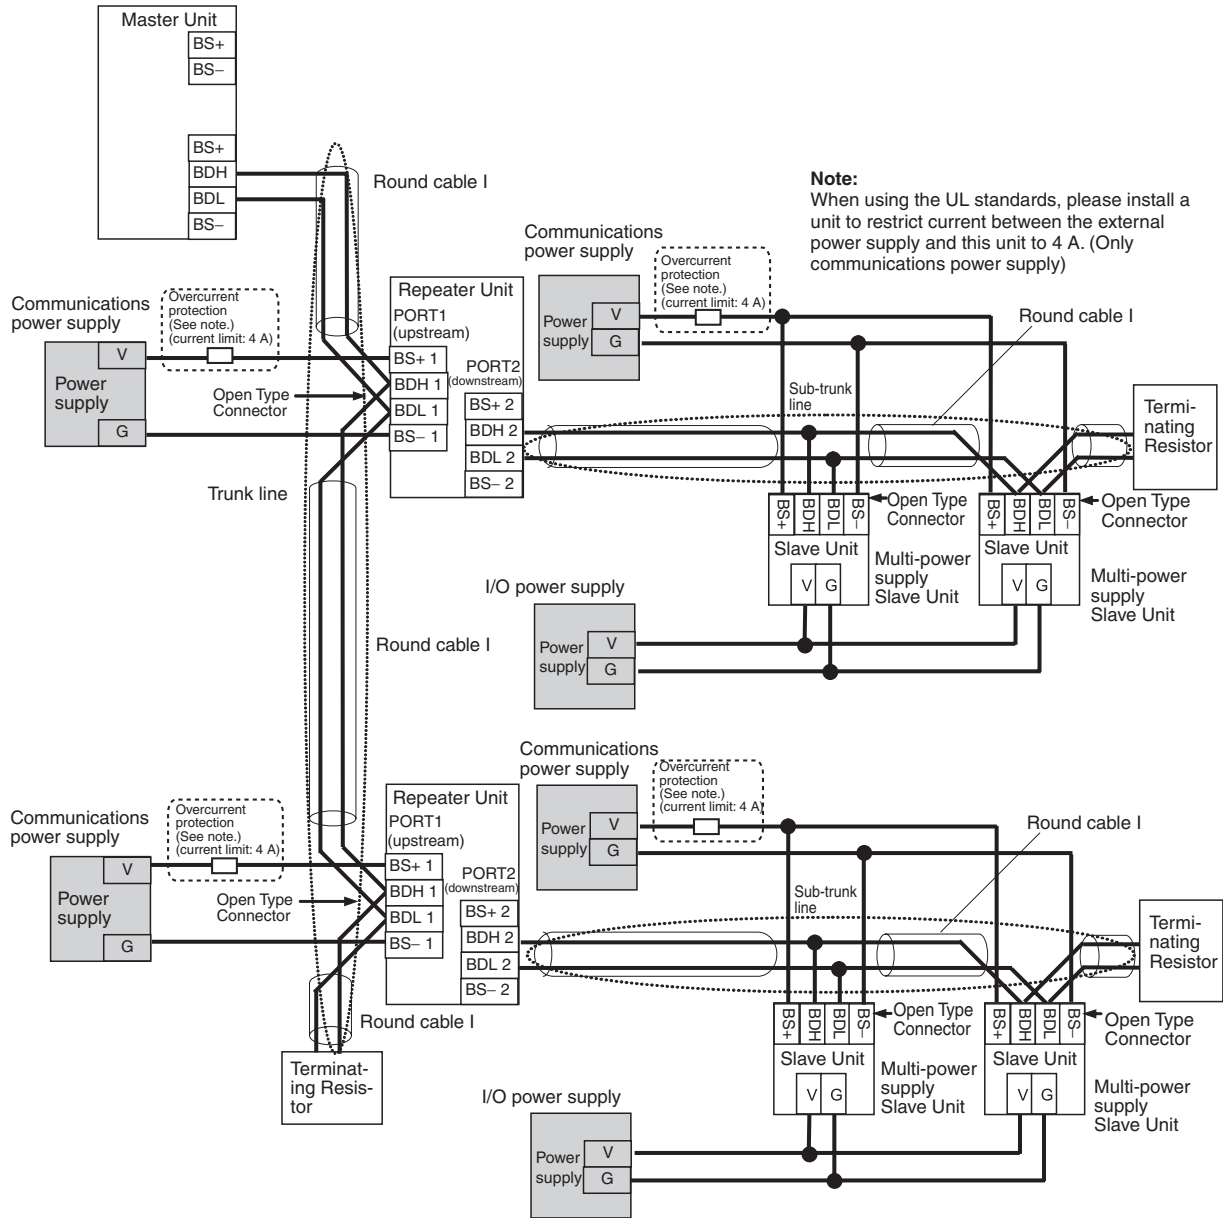 Master Unit
BS+
BS−
BS+
BDH
BDL
BS−
Round cable I
Note:
When using the UL standards, please install a
unit to restrict current between the external
power supply and this unit to 4 A. (Only
communications power supply)
Communications
power supply
Power
supply
V
G
Overcurrent
protection
(See note.)
(current limit: 4 A)
Open Type
Connector
Repeater Unit
PORT1
(upstream)
BS+ 1
BDH 1
BDL 1
BS− 1
PORT2
(downstream)
BS+ 2
BDH 2
BDL 2
BS− 2
Communications
power supply
Power
supply
V
G
Overcurrent
protection
(See note.)
(current limit: 4 A)
Round cable I
Sub-trunk
line
Termi-
nating
Resistor
BS+
BDH
BDL
BS−
Slave Unit
V
G
Open Type
Connector
Multi-power
supply
Slave Unit
BS+
BDH
BDL
BS−
Slave Unit
V
G
Open Type
Connector
Multi-power
supply
Slave Unit
I/O power supply
Power
supply
V
G
Trunk line
Round cable I
Communications
power supply
Power
supply
V
G
Overcurrent
protection
(See note.)
(current limit: 4 A)
Open Type
Connector
Repeater Unit
PORT1
(upstream)
BS+ 1
BDH 1
BDL 1
BS− 1
PORT2
(downstream)
BS+ 2
BDH 2
BDL 2
BS− 2
Round cable I
Terminat-
ing Resis-
tor
Communications
power supply
Power
supply
V
G
Overcurrent
protection
(See note.)
(current limit: 4 A)
Round cable I
Sub-trunk
line
Termi-
nating
Resistor
BS+
BDH
BDL
BS−
Slave Unit
V
G
Open Type
Connector
Multi-power
supply
Slave Unit
BS+
BDH
BDL
BS−
Slave Unit
V
G
Open Type
Connector
Multi-power
supply
Slave Unit
I/O power supply
Power
supply
V
G